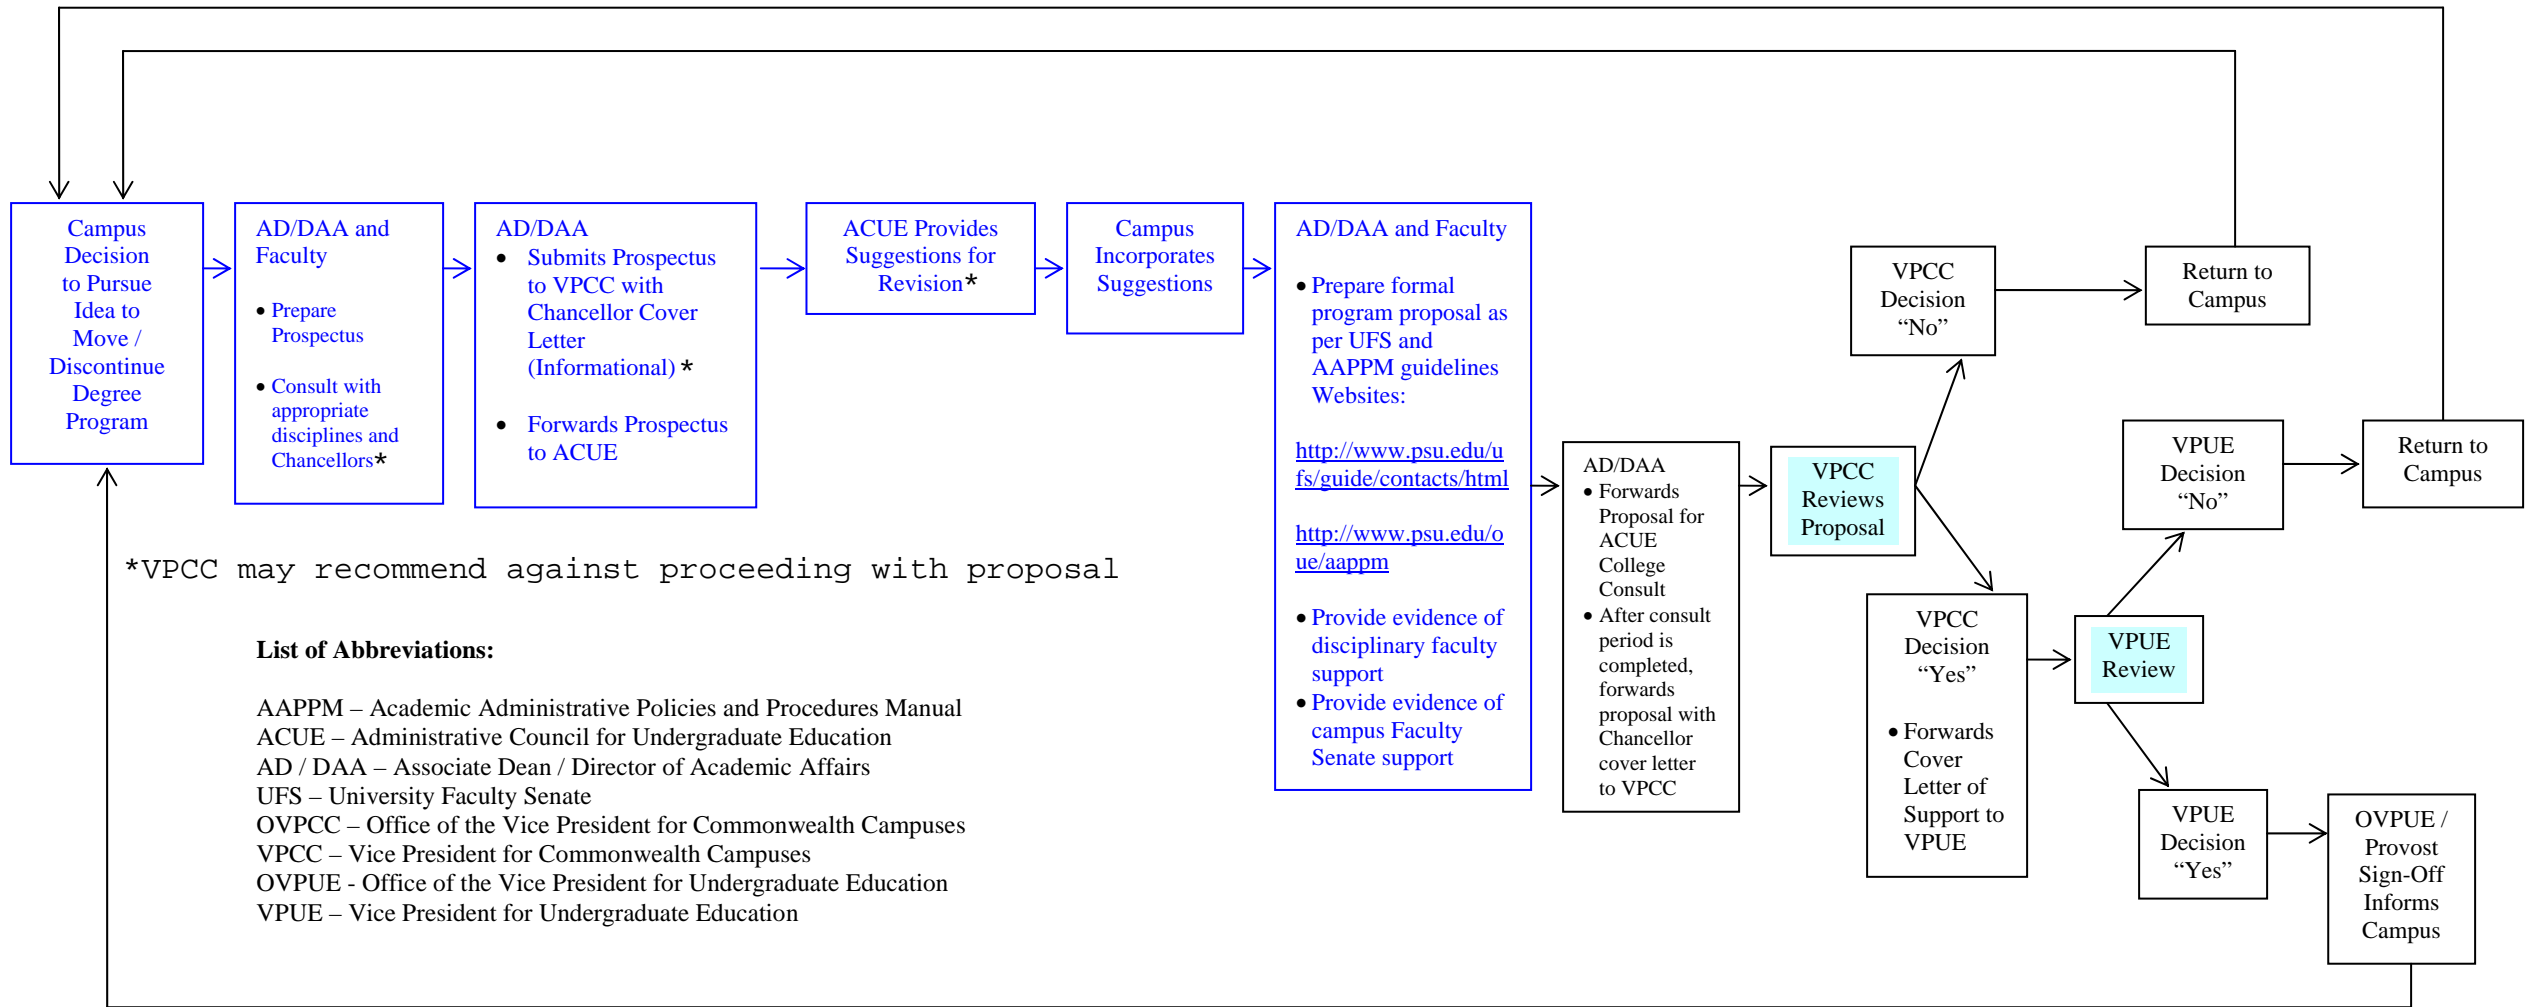 Campus
Decision
to Pursue
Idea to
Move /
Discontinue
Degree
Program
AD/DAA and
Faculty
• Prepare
Prospectus
• Consult with
appropriate
disciplines and
Chancellors*
AD/DAA
• Submits Prospectus
to VPCC with
Chancellor Cover
Letter
(Informational) *
• Forwards Prospectus
to ACUE
ACUE Provides
Suggestions for
Revision*
Campus
Incorporates
Suggestions
AD/DAA and Faculty
• Prepare formal
program proposal as
per UFS and
AAPPM guidelines
Websites:
http://www.psu.edu/u
fs/guide/contacts/html
http://www.psu.edu/o
ue/aappm
• Provide evidence of
disciplinary faculty
support
• Provide evidence of
campus Faculty
Senate support
AD/DAA
• Forwards
Proposal for
ACUE
College
Consult
• After consult
period is
completed,
forwards
proposal with
Chancellor
cover letter
to VPCC
VPCC
Reviews
Proposal
VPCC
Decision
“No”
Return to
Campus
VPCC
Decision
“Yes”
• Forwards
Cover
Letter of
Support to
VPUE
VPUE
Review
VPUE
Decision
“No”
Return to
Campus
VPUE
Decision
“Yes”
OVPUE /
Provost
Sign-Off
Informs
Campus
*VPCC may recommend against proceeding with proposal
List of Abbreviations:
AAPPM – Academic Administrative Policies and Procedures Manual
ACUE – Administrative Council for Undergraduate Education
AD / DAA – Associate Dean / Director of Academic Affairs
UFS – University Faculty Senate
OVPCC – Office of the Vice President for Commonwealth Campuses
VPCC – Vice President for Commonwealth Campuses
OVPUE - Office of the Vice President for Undergraduate Education
VPUE – Vice President for Undergraduate Education